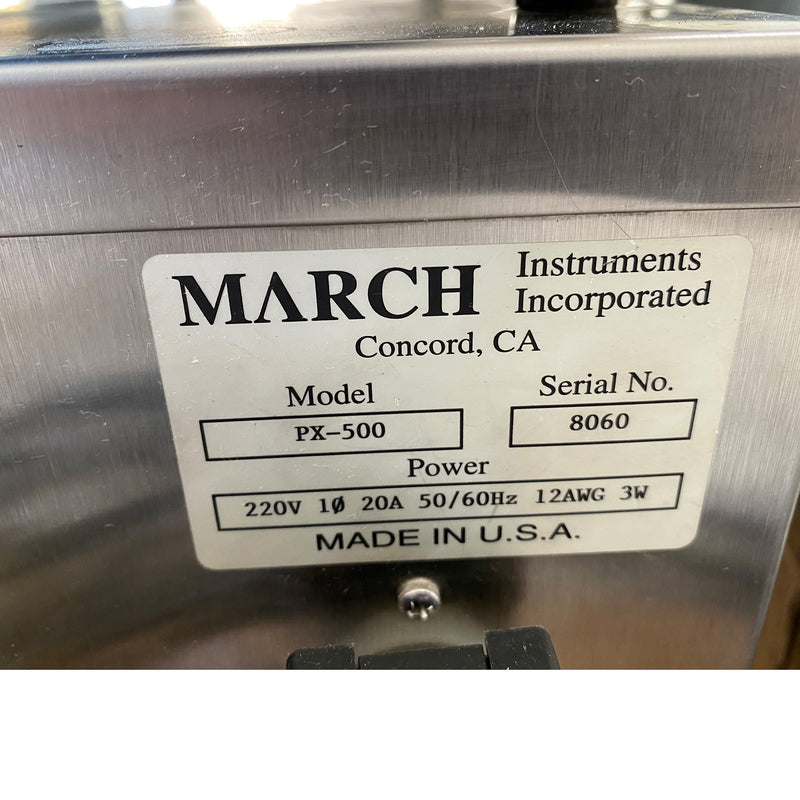 MARCH Instruments Incorporated
Concord, CA
Model Serial No.
PX-500 8060
Power
220V 1Ø 20A 50/60Hz 12AWG 3W
MADE IN U.S.A.